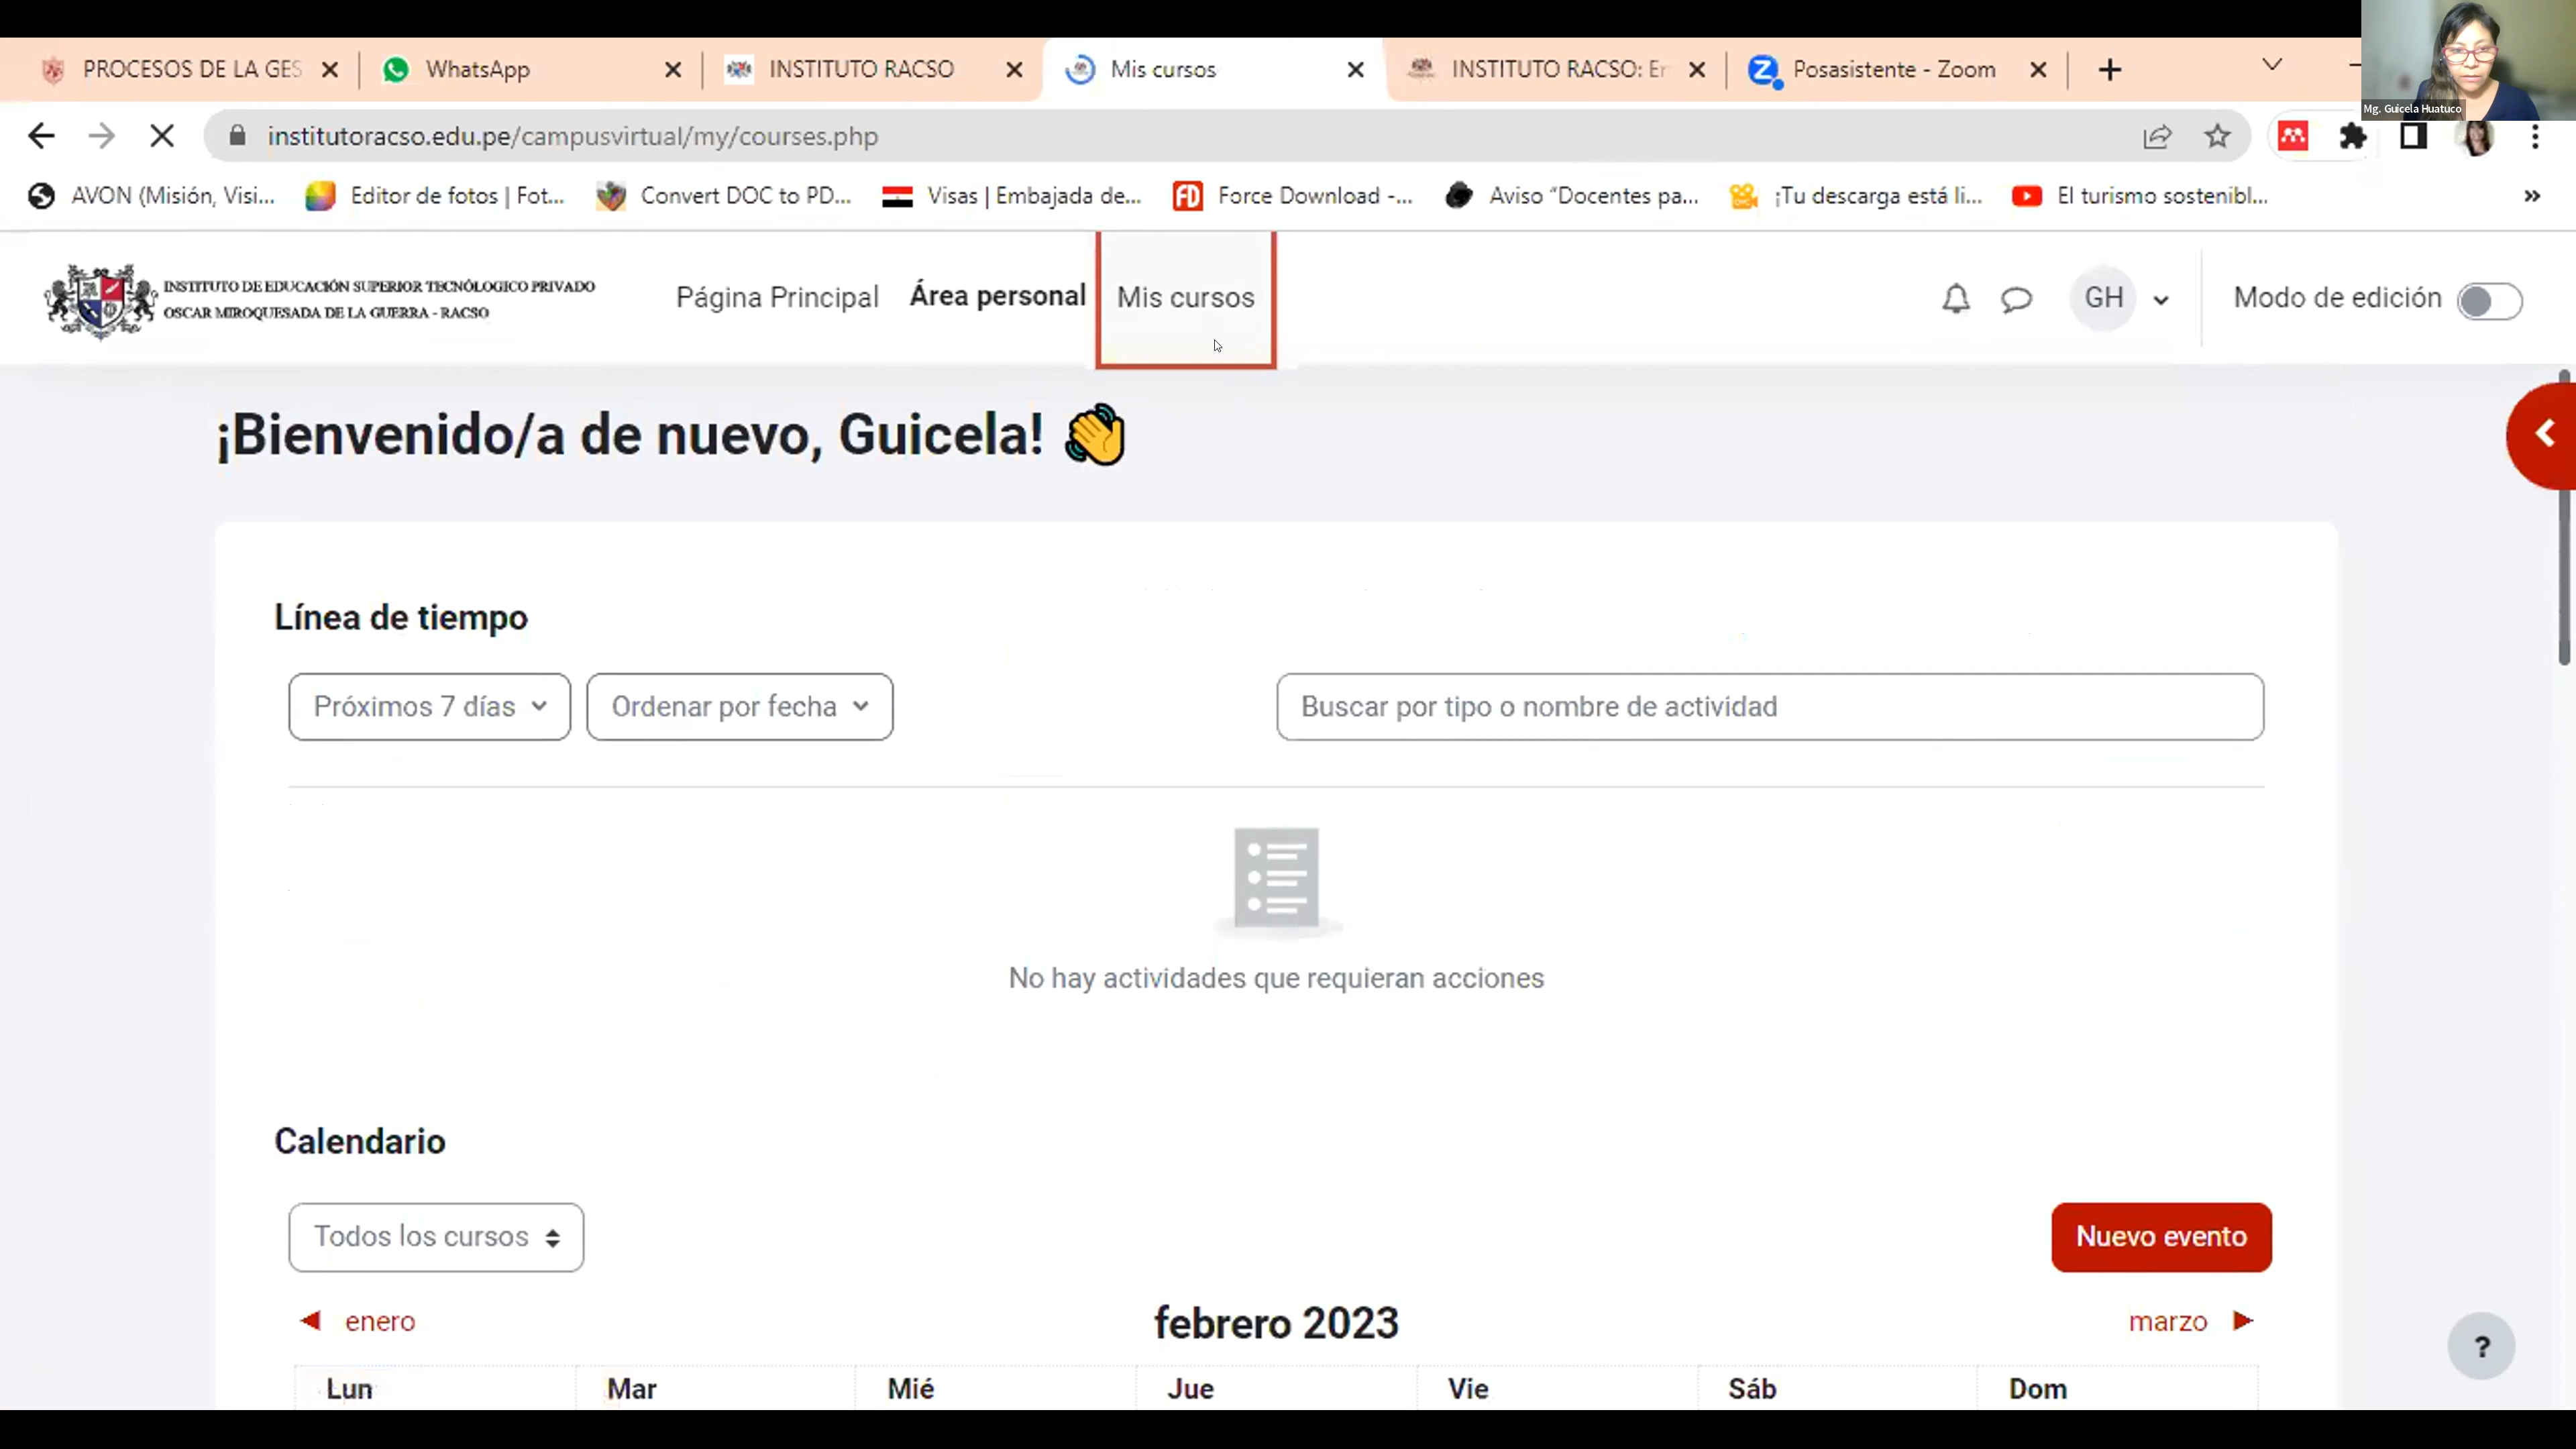 PROCESOS DE LA GES
WhatsApp
INSTITUTO RACSO
Mis cursos
INSTITUTO RACSO: Er
Posasistente - Zoom
Mg. Guicela Huatuco
institutoracso.edu.pe/campusvirtual/my/courses.php
AVON (Misión, Visi...
Editor de fotos | Fot...
Convert DOC to PD...
Visas | Embajada de...
FD
Force Download -...
Aviso “Docentes pa...
¡Tu descarga está li...
El turismo sostenibl...
INSTITUTO DE EDUCACIÓN SUPERIOR TECNÓLOGICO PRIVADO
OSCAR MIROQUESADA DE LA GUERRA - RACSO
Página Principal
Área personal
Mis cursos
GH
Modo de edición
¡Bienvenido/a de nuevo, Guicela!
Línea de tiempo
Próximos 7 días
Ordenar por fecha
Buscar por tipo o nombre de actividad
No hay actividades que requieran acciones
Calendario
Todos los cursos
Nuevo evento
enero
febrero 2023
marzo
?
Lun Mar Mié Jue Vie Sáb Dom